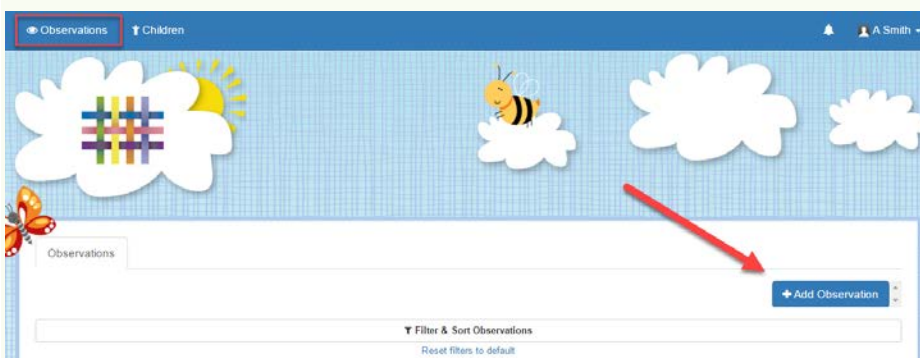 Observations Children A Smith
Observations
+ Add Observation
Filter & Sort Observations
Reset filters to default